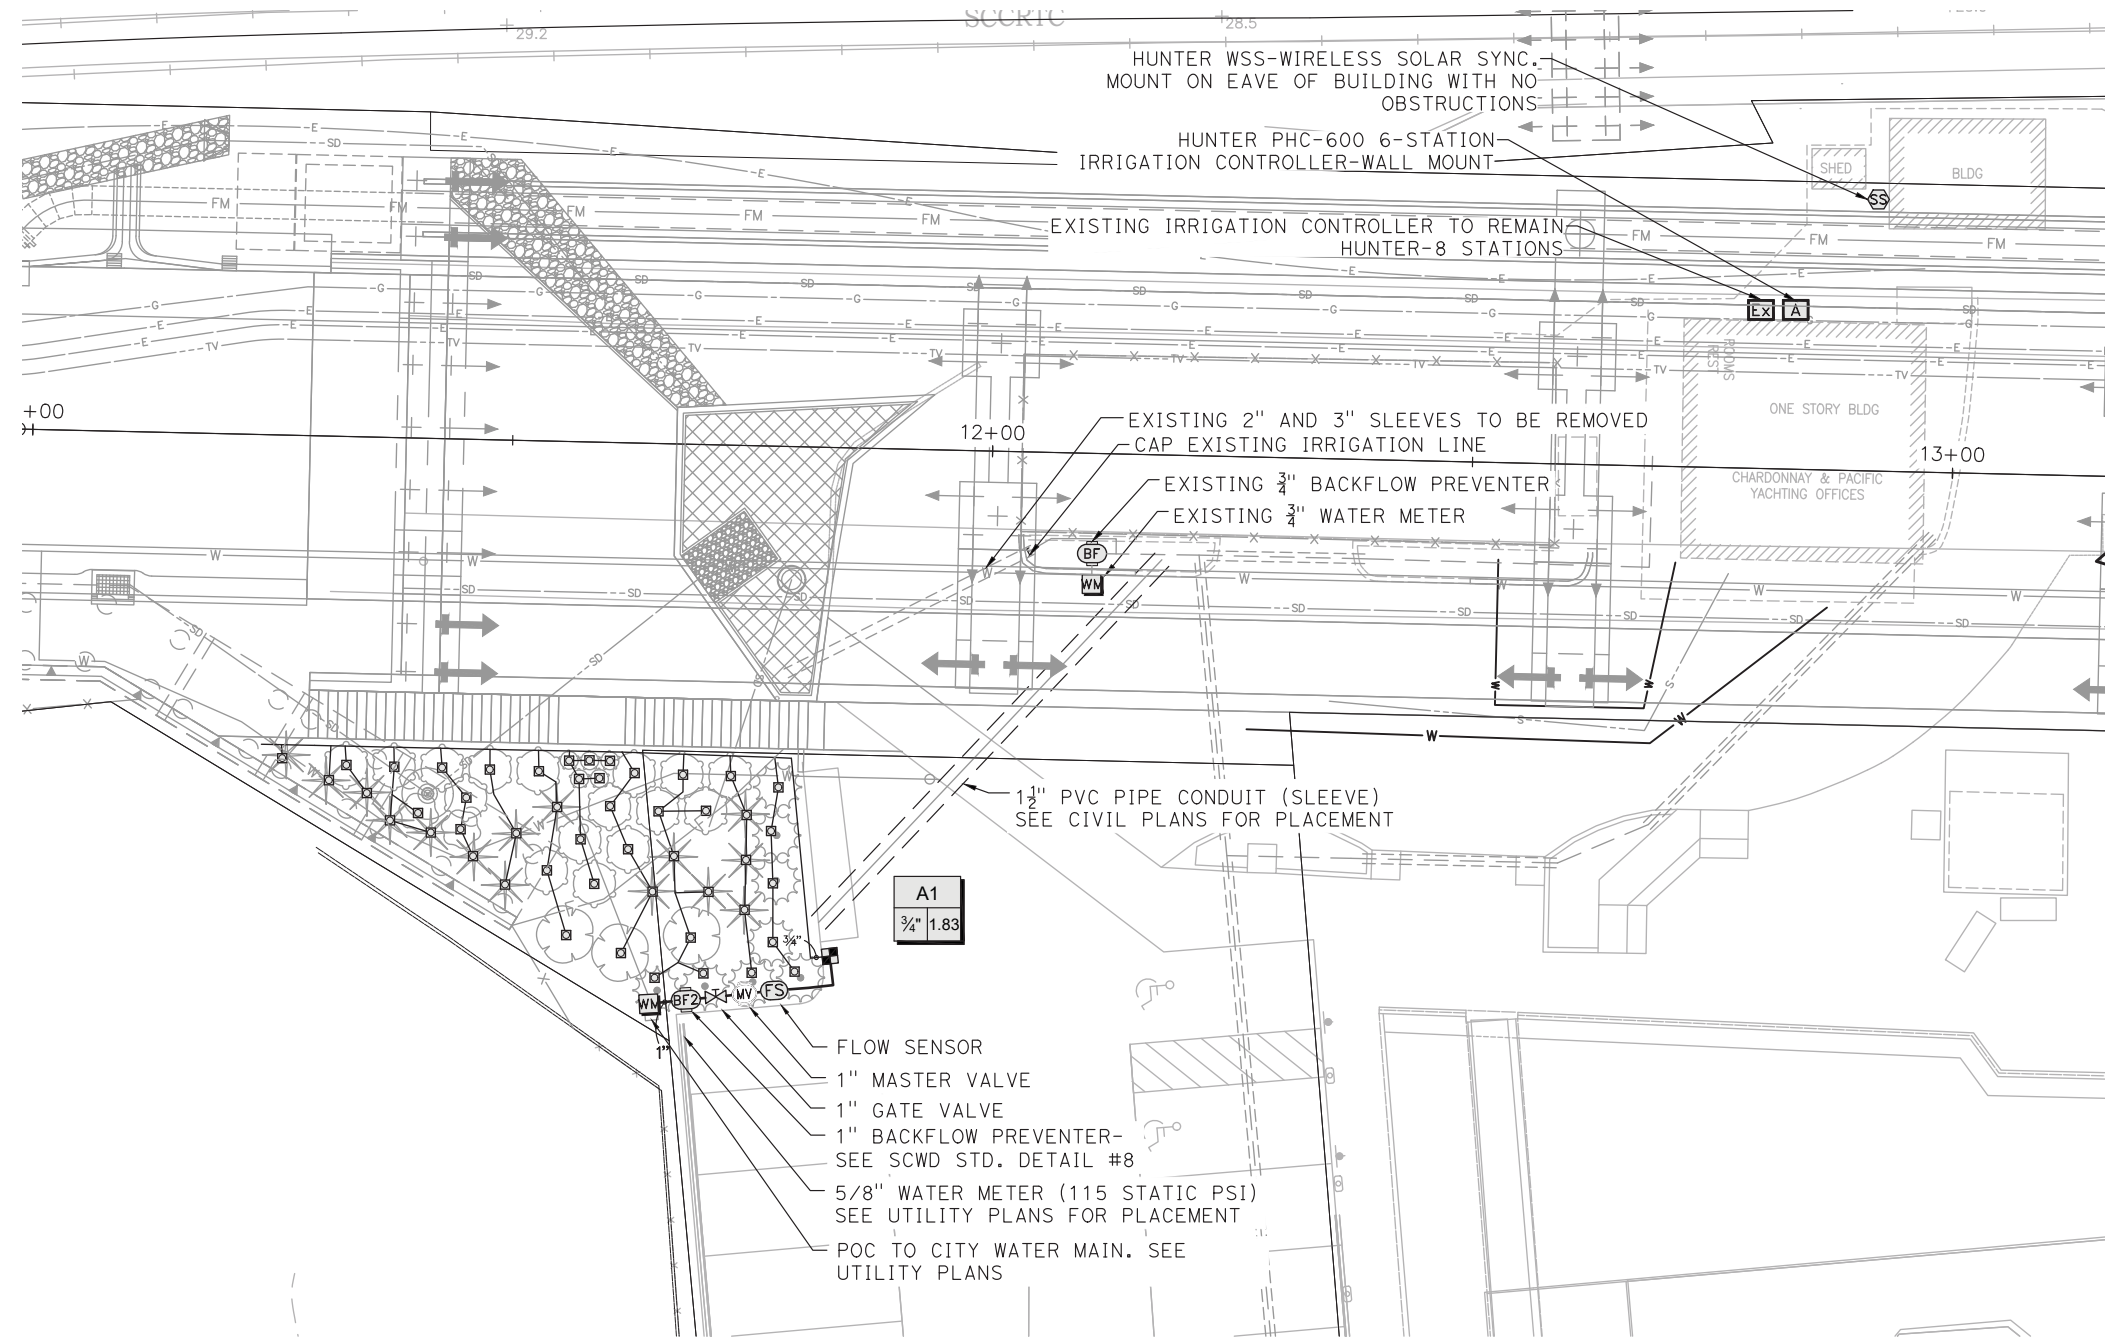 SCCRTC
29.2
28.5
HUNTER WSS-WIRELESS SOLAR SYNC.
MOUNT ON EAVE OF BUILDING WITH NO
OBSTRUCTIONS
HUNTER PHC-600 6-STATION
IRRIGATION CONTROLLER-WALL MOUNT
SHED
BLDG
SS
EXISTING IRRIGATION CONTROLLER TO REMAIN
HUNTER-8 STATIONS
Ex
A
REST
ROOMS
ONE STORY BLDG
CHARDONNAY & PACIFIC
YACHTING OFFICES
+00
12+00
13+00
EXISTING 2" AND 3" SLEEVES TO BE REMOVED
CAP EXISTING IRRIGATION LINE
EXISTING 3/4" BACKFLOW PREVENTER
EXISTING 3/4" WATER METER
BF
WM
1 1/2" PVC PIPE CONDUIT (SLEEVE)
SEE CIVIL PLANS FOR PLACEMENT
A1
3/4" 1.83
3/4"
WM BF2 MV FS
1"
FLOW SENSOR
1" MASTER VALVE
1" GATE VALVE
1" BACKFLOW PREVENTER-
SEE SCWD STD. DETAIL #8
5/8" WATER METER (115 STATIC PSI)
SEE UTILITY PLANS FOR PLACEMENT
POC TO CITY WATER MAIN. SEE
UTILITY PLANS